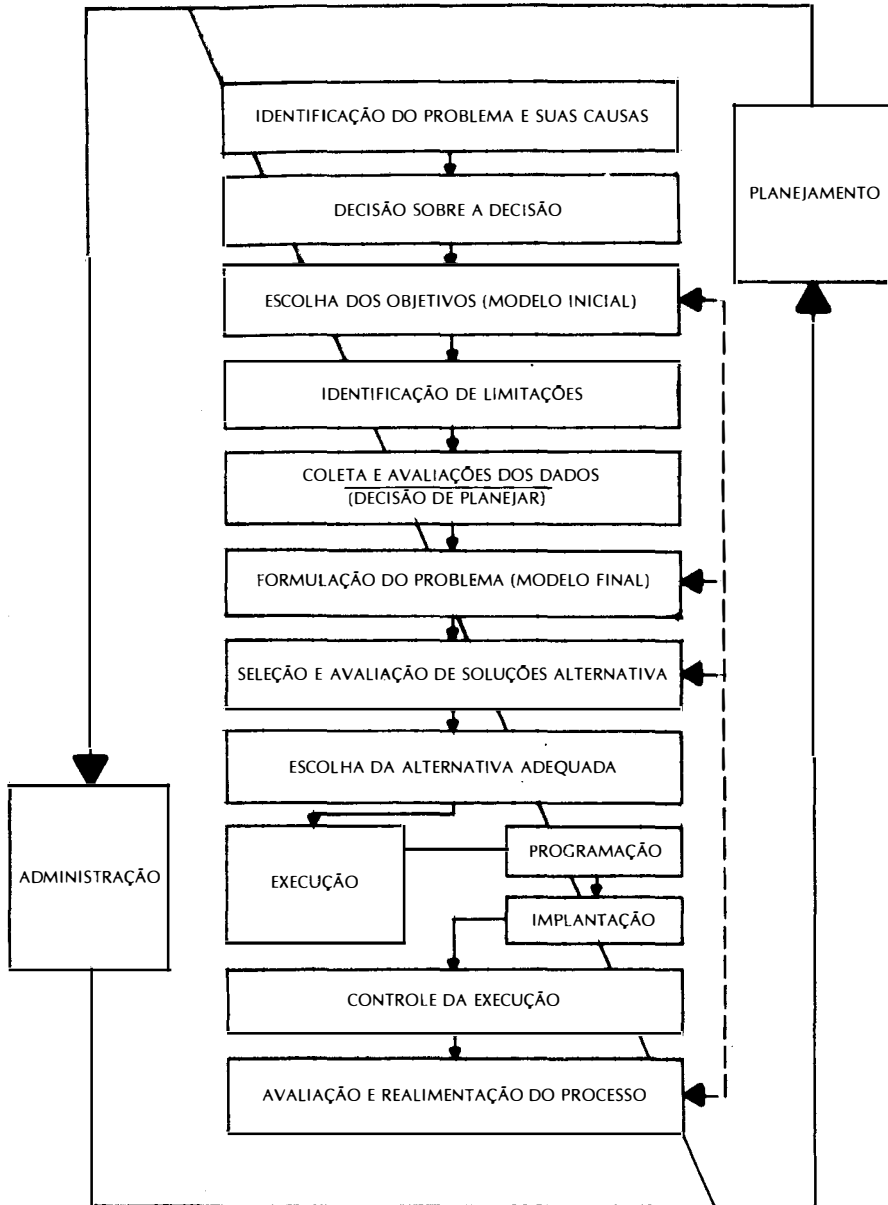 IDENTIFICAÇÃO DO PROBLEMA E SUAS CAUSAS
PLANEJAMENTO
DECISÃO SOBRE A DECISÃO
ESCOLHA DOS OBJETIVOS (MODELO INICIAL)
IDENTIFICAÇÃO DE LIMITAÇÕES
COLETA E AVALIAÇÕES DOS DADOS
(DECISÃO DE PLANEJAR)
FORMULAÇÃO DO PROBLEMA (MODELO FINAL)
SELEÇÃO E AVALIAÇÃO DE SOLUÇÕES ALTERNATIVA
ESCOLHA DA ALTERNATIVA ADEQUADA
ADMINISTRAÇÃO
EXECUÇÃO
PROGRAMAÇÃO
IMPLANTAÇÃO
CONTROLE DA EXECUÇÃO
AVALIAÇÃO E REALIMENTAÇÃO DO PROCESSO